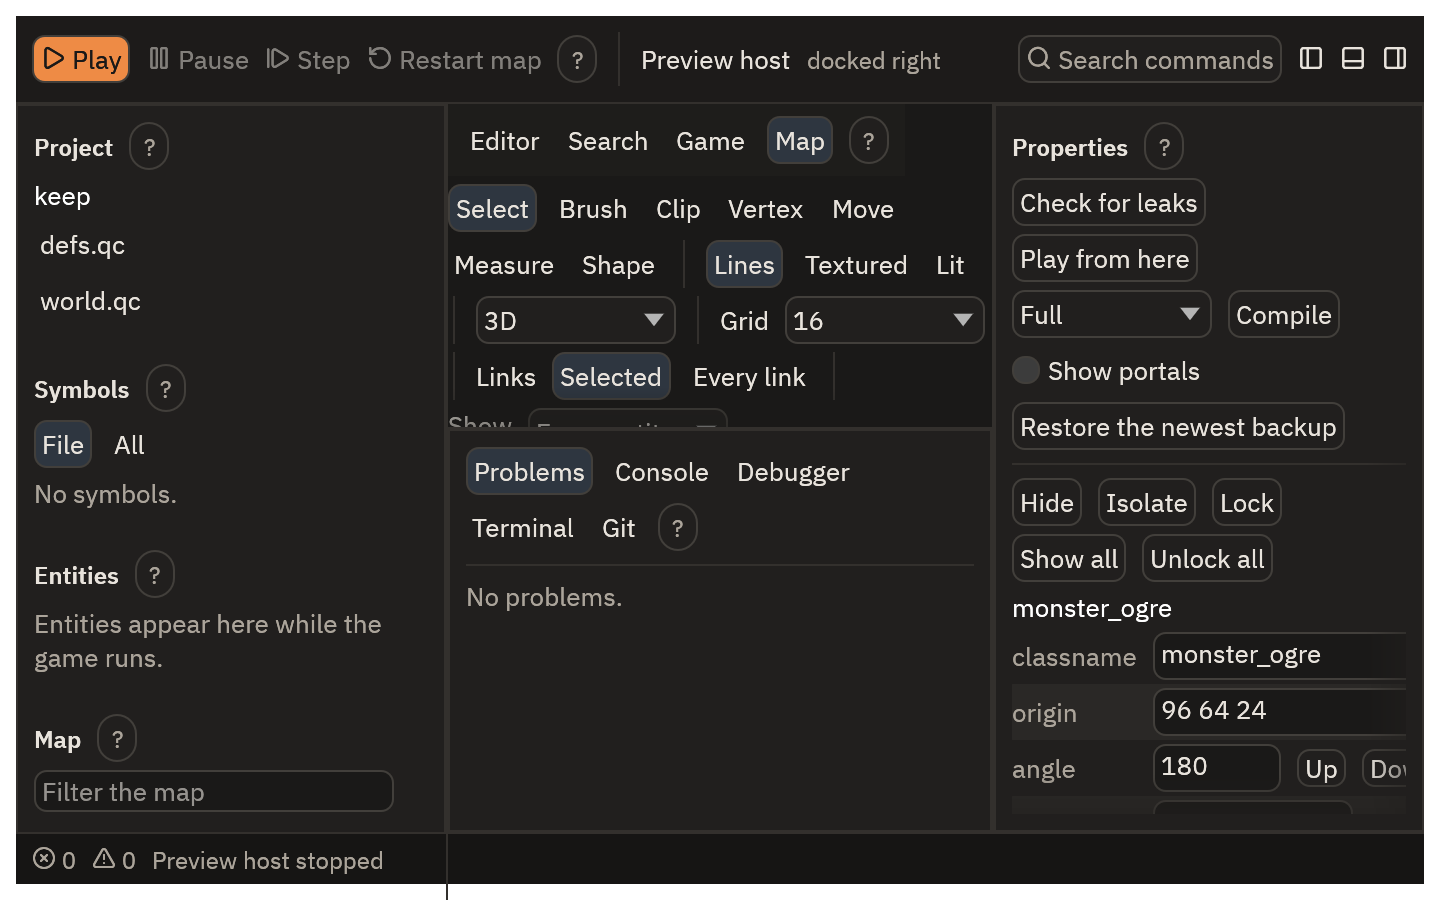 Play Pause Step Restart map ? Preview host docked right Search commands
Project ?
keep
defs.qc
world.qc
Symbols ?
File All
No symbols.
Entities ?
Entities appear here while the
game runs.
Map ?
Filter the map
Editor Search Game Map ?
Select Brush Clip Vertex Move
Measure Shape Lines Textured Lit
3D Grid 16
Links Selected Every link
Show
Problems Console Debugger
Terminal Git ?
No problems.
Properties ?
Check for leaks
Play from here
Full Compile
Show portals
Restore the newest backup
Hide Isolate Lock
Show all Unlock all
monster_ogre
classname monster_ogre
origin 96 64 24
angle 180 Up
0 0 Preview host stopped